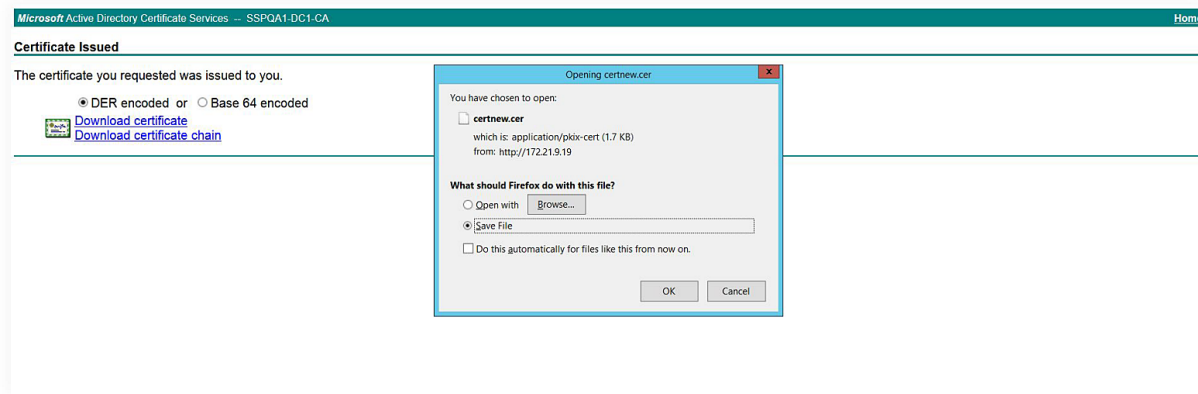 Microsoft Active Directory Certificate Services -- SSPQA1-DC1-CA
Home
Certificate Issued
The certificate you requested was issued to you.
DER encoded or Base 64 encoded
Download certificate
Download certificate chain
Opening certnew.cer
x
You have chosen to open:
certnew.cer
which is: application/pkix-cert (1.7 KB)
from: http://172.21.9.19
What should Firefox do with this file?
Open with Browse...
Save File
Do this automatically for files like this from now on.
OK Cancel